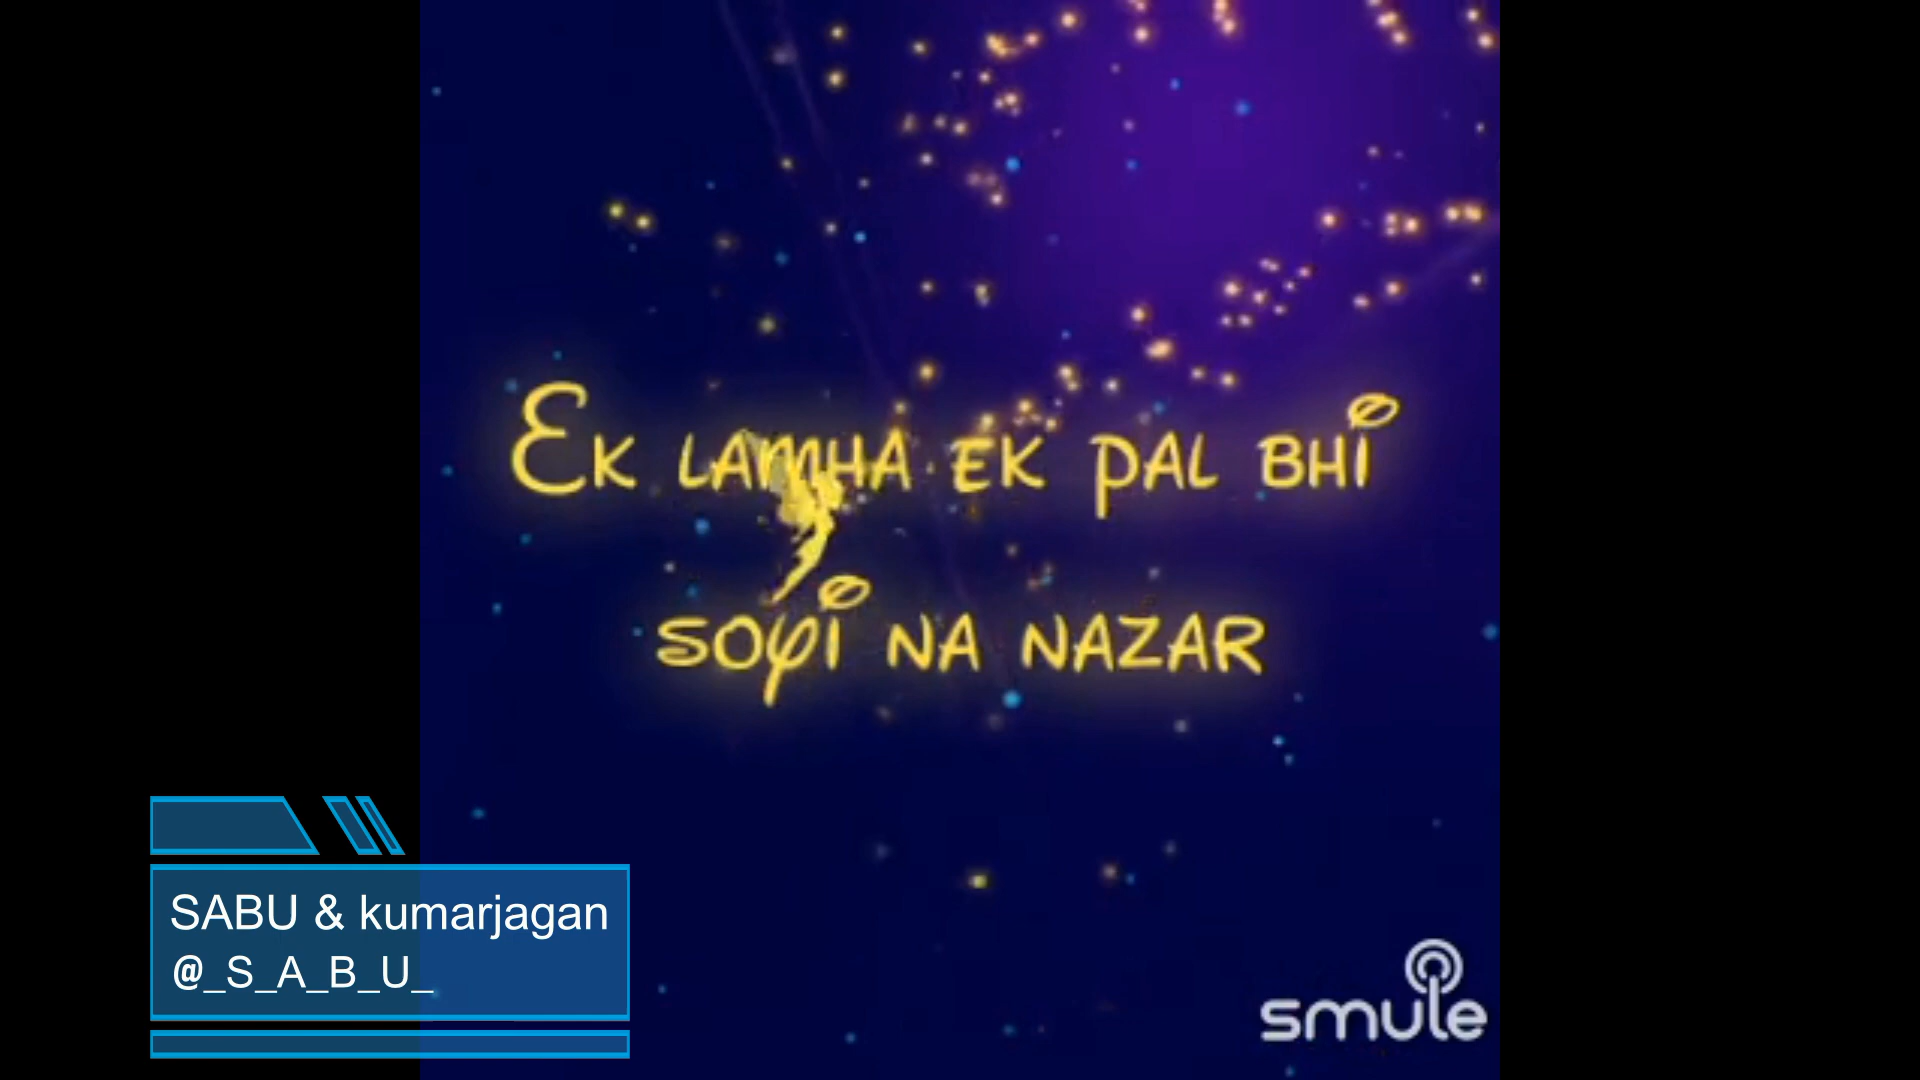 Ek lamha ek pal bhi
soyi na nazar
SABU & kumarjagan
@_S_A_B_U_
smule